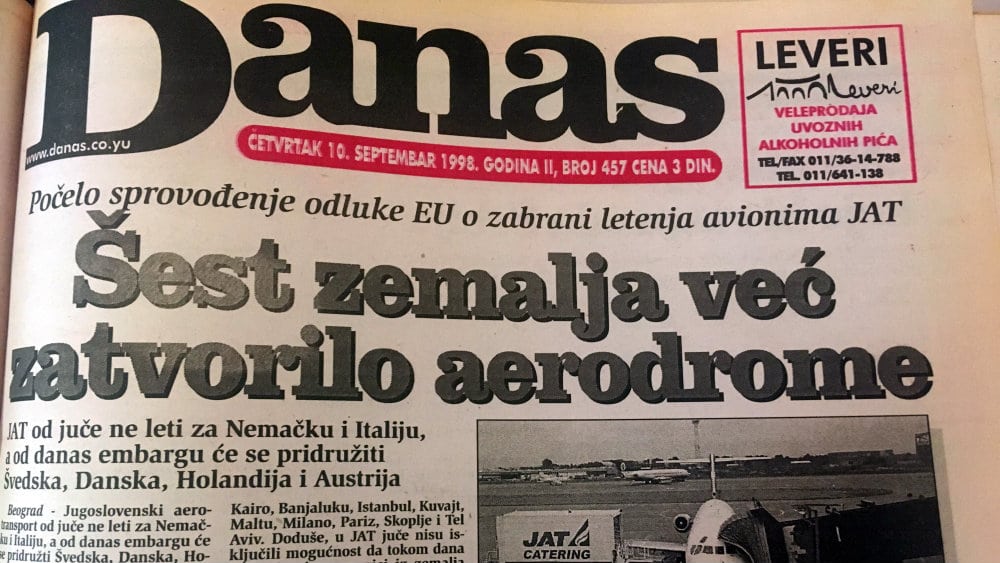 Danas
www.danas.co.yu
ČETVRTAK 10. SEPTEMBAR 1998. GODINA II, BROJ 457 CENA 3 DIN.
LEVERI
Leveri
VELEPRODAJA
UVOZNIH
ALKOHOLNIH PIĆA
TEL/FAX 011/36-14-788
TEL. 011/641-138
Počelo sprovođenje odluke EU o zabrani letenja avionima JAT
Šest zemalja već
zatvorilo aerodrome
JAT od juče ne leti za Nemačku i Italiju,
a od danas embargu će se pridružiti
Švedska, Danska, Holandija i Austrija
Beograd - Jugoslovenski aero-
transport od juče ne leti za Nemač-
ku i Italiju, a od danas embargu će
se pridružiti Švedska, Danska, Ho-
Kairo, Banjaluku, Istanbul, Kuvajt,
Maltu, Milano, Pariz, Skoplje i Tel
Aviv. Doduše, u JAT juče nisu is-
ključili mogućnost da tokom dana
JAT
CATERING